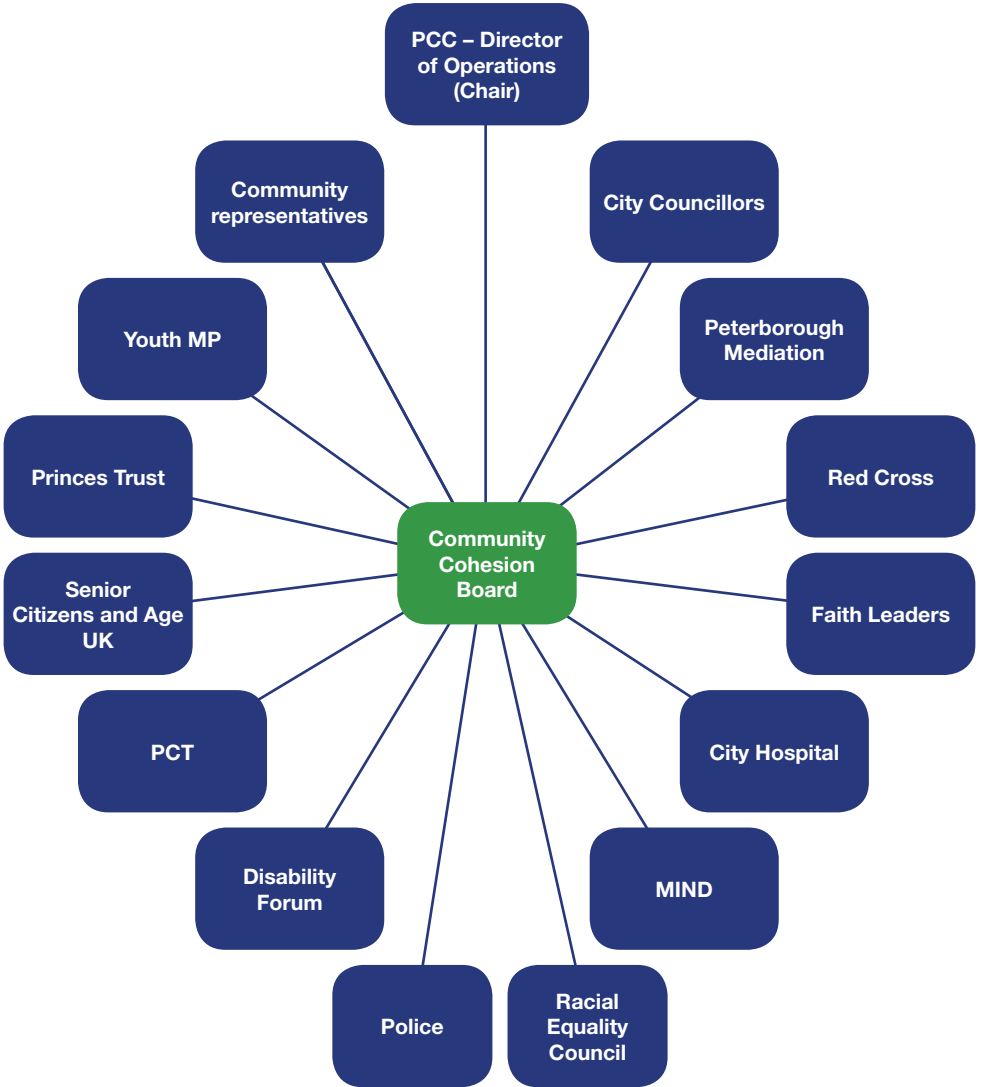 PCC – Director
of Operations
(Chair)
Community
representatives
City Councillors
Youth MP
Peterborough
Mediation
Princes Trust
Red Cross
Community
Cohesion
Board
Senior
Citizens and Age
UK
Faith Leaders
PCT
City Hospital
Disability
Forum
MIND
Police
Racial
Equality
Council